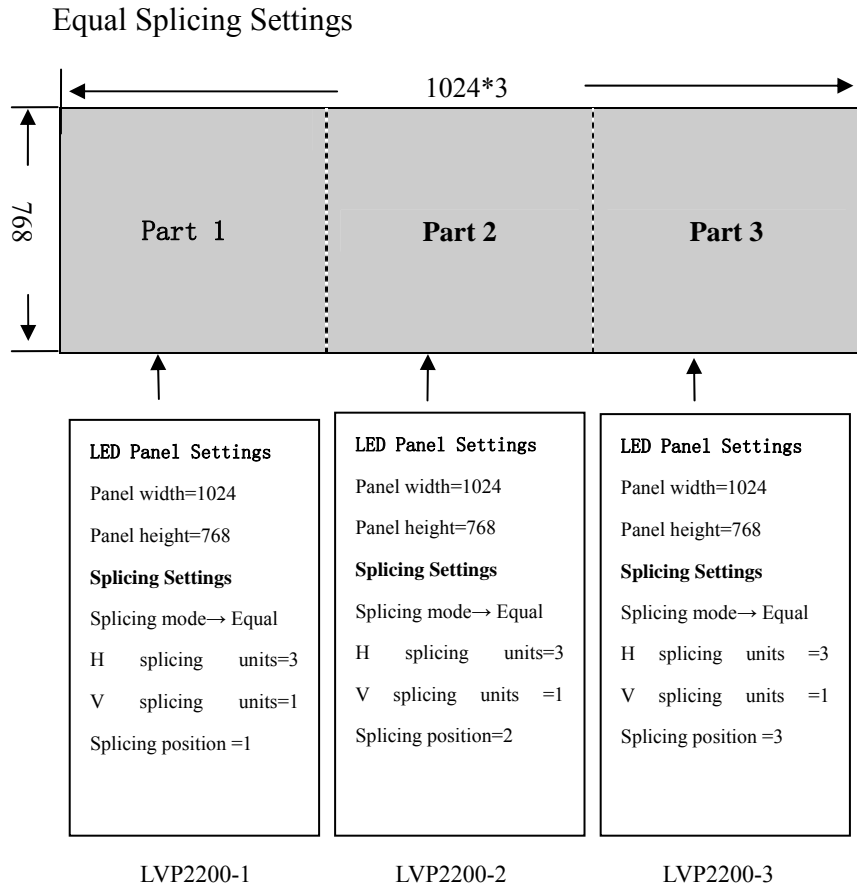 Equal Splicing Settings
1024*3
768
Part 1
Part 2
Part 3
LED Panel Settings
Panel width=1024
Panel height=768
Splicing Settings
Splicing mode→ Equal
H splicing units=3
V splicing units=1
Splicing position =1
LED Panel Settings
Panel width=1024
Panel height=768
Splicing Settings
Splicing mode→ Equal
H splicing units=3
V splicing units =1
Splicing position=2
LED Panel Settings
Panel width=1024
Panel height=768
Splicing Settings
Splicing mode→ Equal
H splicing units =3
V splicing units =1
Splicing position =3
LVP2200-1
LVP2200-2
LVP2200-3